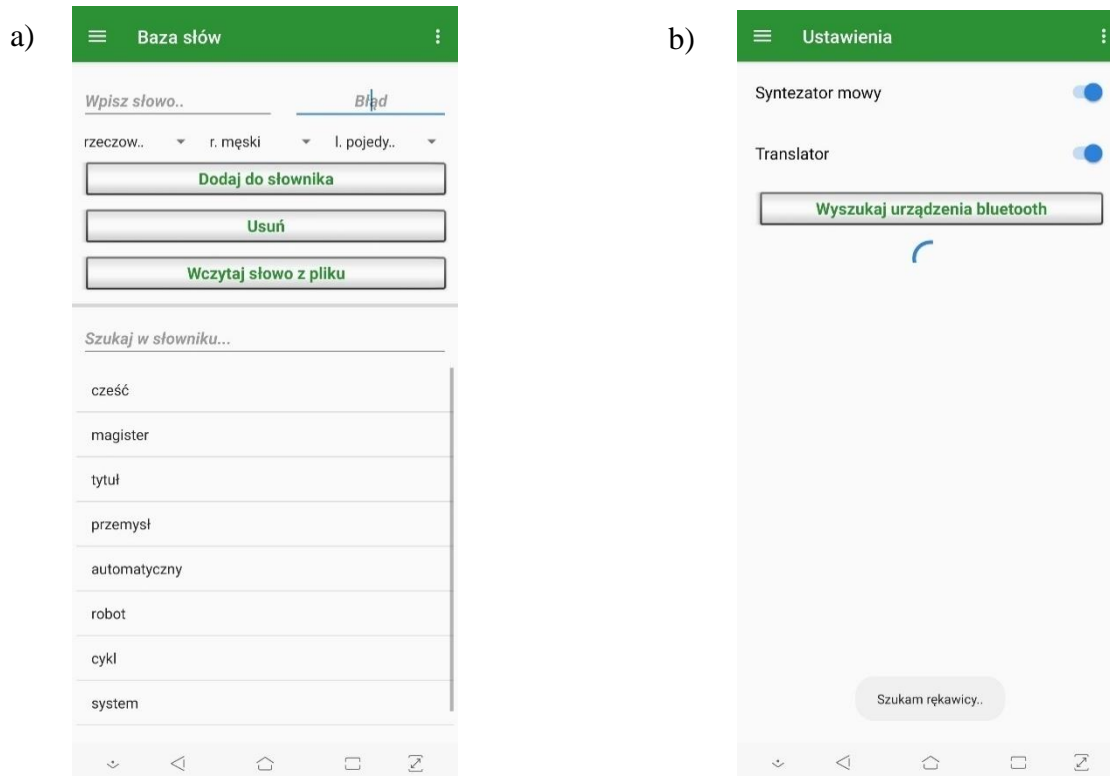 a)
Baza słów
Wpisz słowo.. Błąd
rzeczow.. r. męski l. pojedy..
Dodaj do słownika
Usuń
Wczytaj słowo z pliku
Szukaj w słowniku...
cześć
magister
tytuł
przemysł
automatyczny
robot
cykl
system
b)
Ustawienia
Syntezator mowy
Translator
Wyszukaj urządzenia bluetooth
Szukam rękawicy..